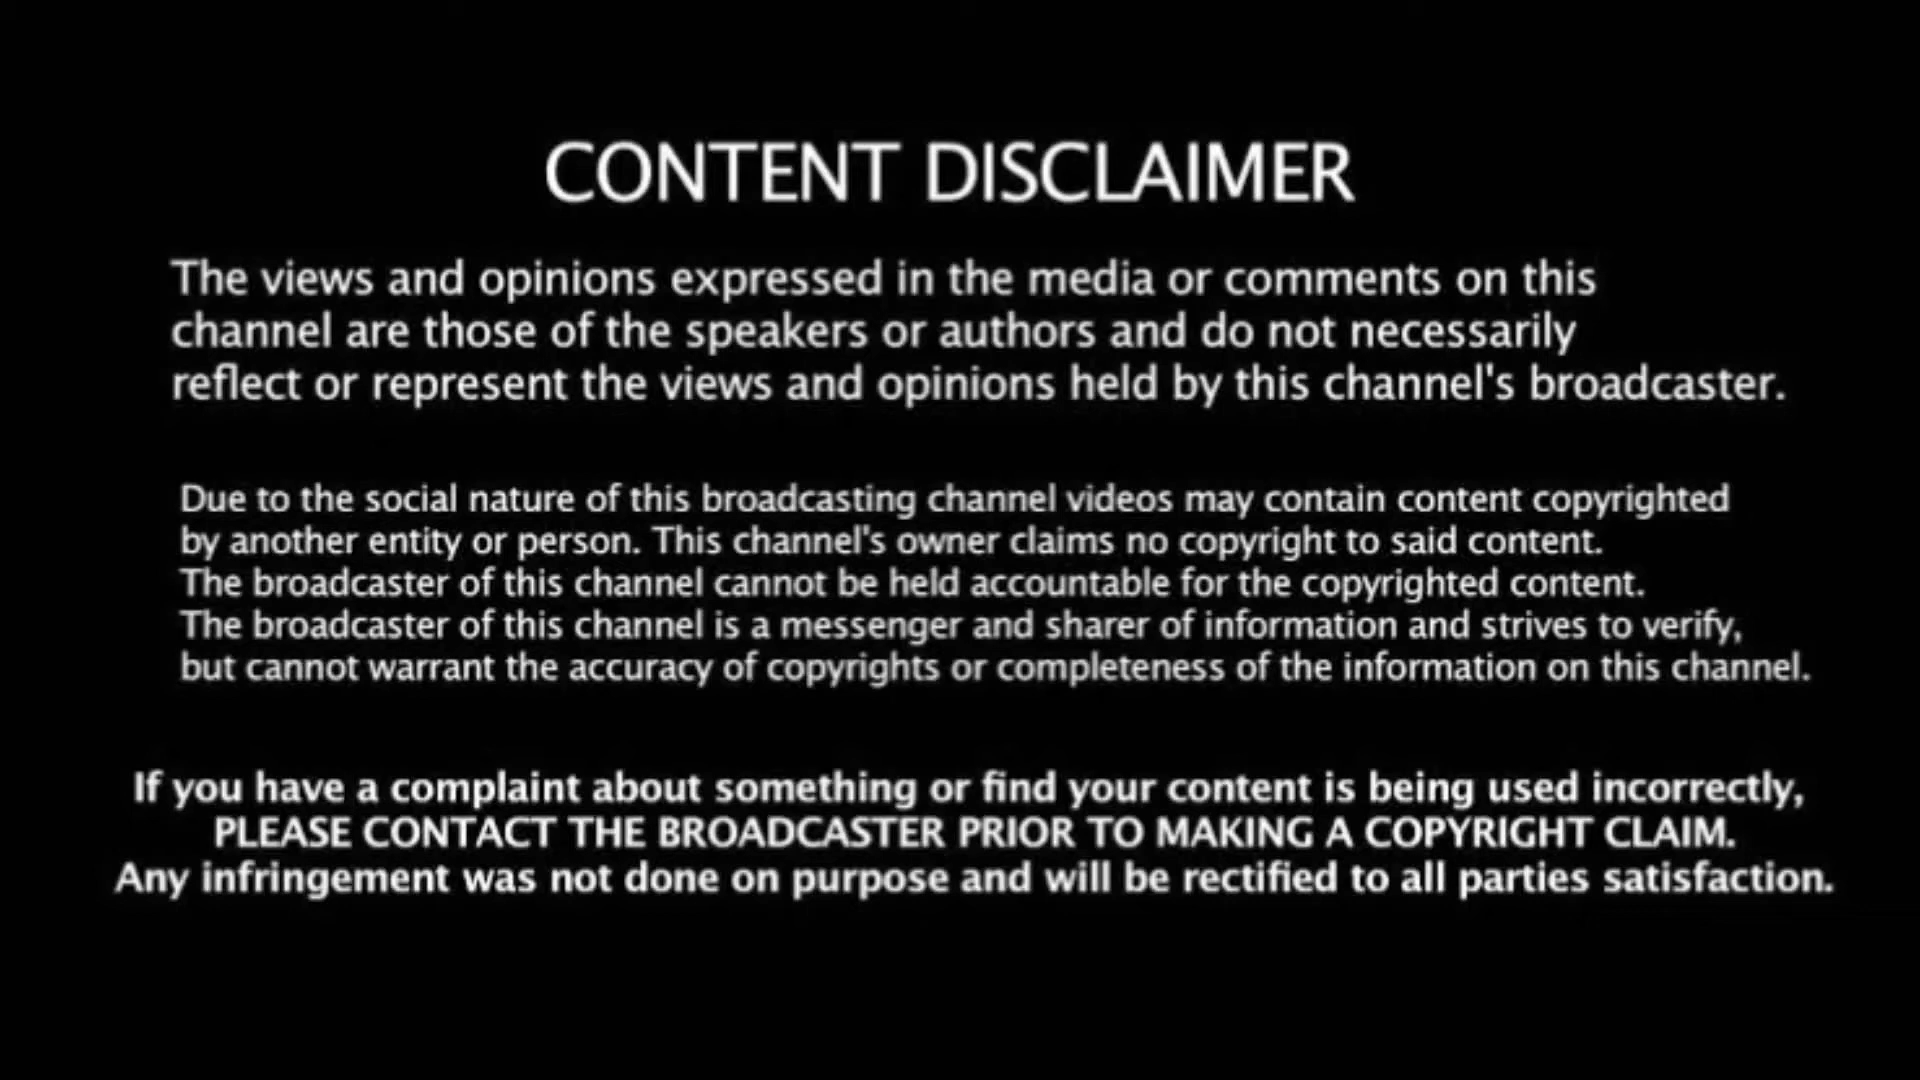 CONTENT DISCLAIMER
The views and opinions expressed in the media or comments on this
channel are those of the speakers or authors and do not necessarily
reflect or represent the views and opinions held by this channel's broadcaster.
Due to the social nature of this broadcasting channel videos may contain content copyrighted
by another entity or person. This channel's owner claims no copyright to said content.
The broadcaster of this channel cannot be held accountable for the copyrighted content.
The broadcaster of this channel is a messenger and sharer of information and strives to verify,
but cannot warrant the accuracy of copyrights or completeness of the information on this channel.
If you have a complaint about something or find your content is being used incorrectly,
PLEASE CONTACT THE BROADCASTER PRIOR TO MAKING A COPYRIGHT CLAIM.
Any infringement was not done on purpose and will be rectified to all parties satisfaction.